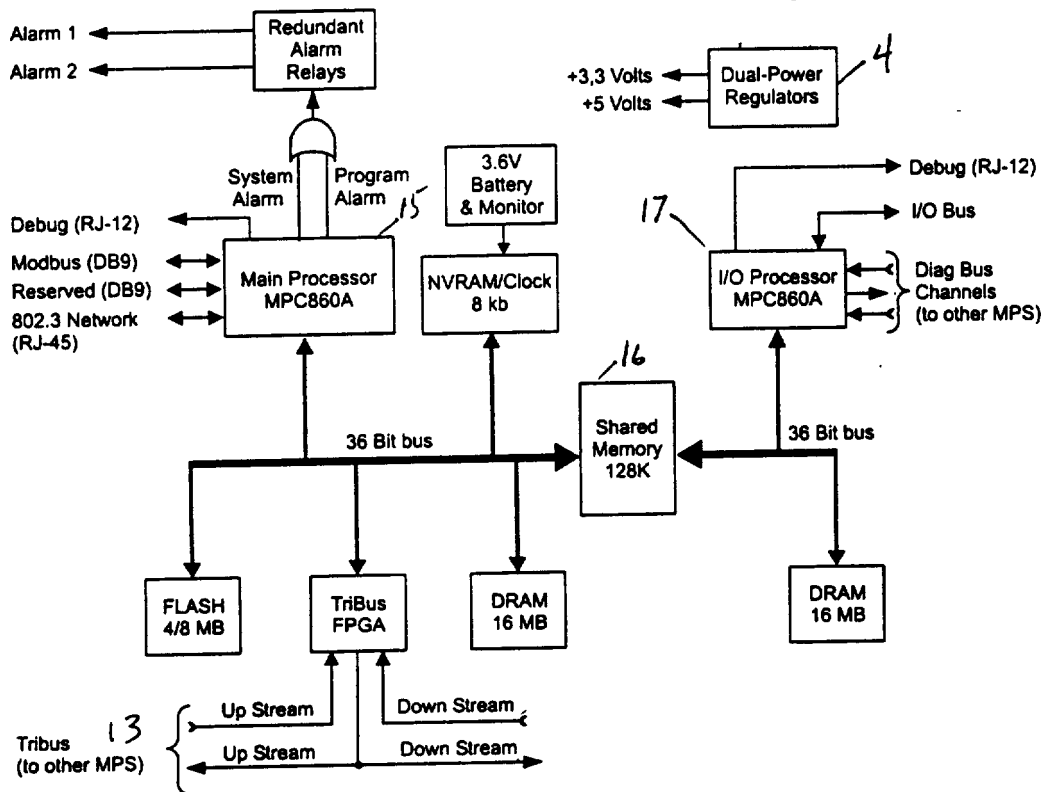 Alarm 1
Alarm 2
Redundant
Alarm
Relays
+3,3 Volts
+5 Volts
Dual-Power
Regulators
4
System
Alarm
Program
Alarm
15
3.6V
Battery
& Monitor
Debug (RJ-12)
Modbus (DB9)
Reserved (DB9)
802.3 Network
(RJ-45)
Main Processor
MPC860A
NVRAM/Clock
8 kb
17
Debug (RJ-12)
I/O Bus
I/O Processor
MPC860A
Diag Bus
Channels
(to other MPS)
16
Shared
Memory
128K
36 Bit bus
36 Bit bus
FLASH
4/8 MB
TriBus
FPGA
DRAM
16 MB
DRAM
16 MB
Tribus
(to other MPS)
13
Up Stream
Down Stream
Up Stream
Down Stream